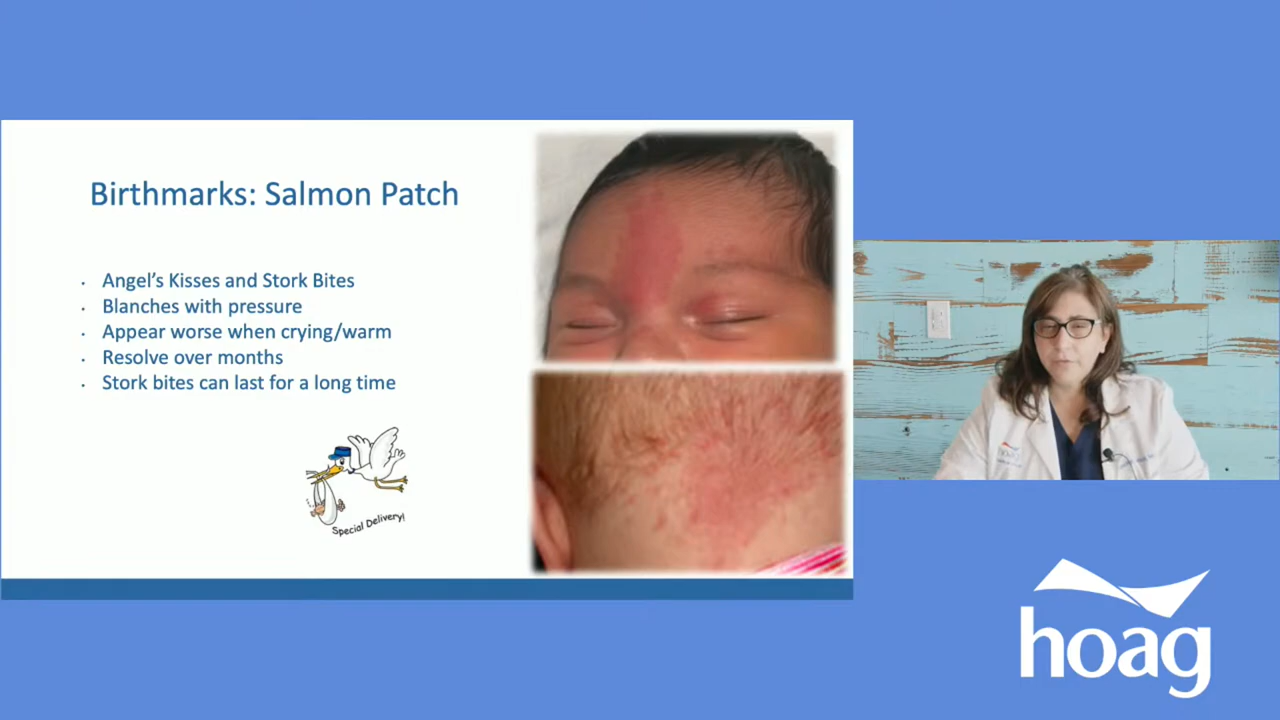 Birthmarks: Salmon Patch
· Angel’s Kisses and Stork Bites
· Blanches with pressure
· Appear worse when crying/warm
· Resolve over months
· Stork bites can last for a long time
Special Delivery!
hoag
hoag